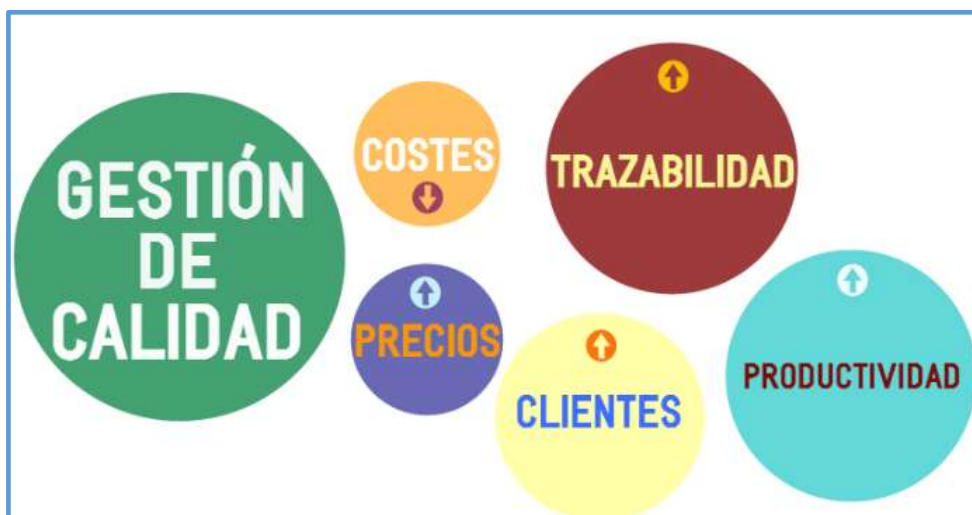 GESTIÓN
DE
CALIDAD
COSTES
TRAZABILIDAD
PRECIOS
CLIENTES
PRODUCTIVIDAD